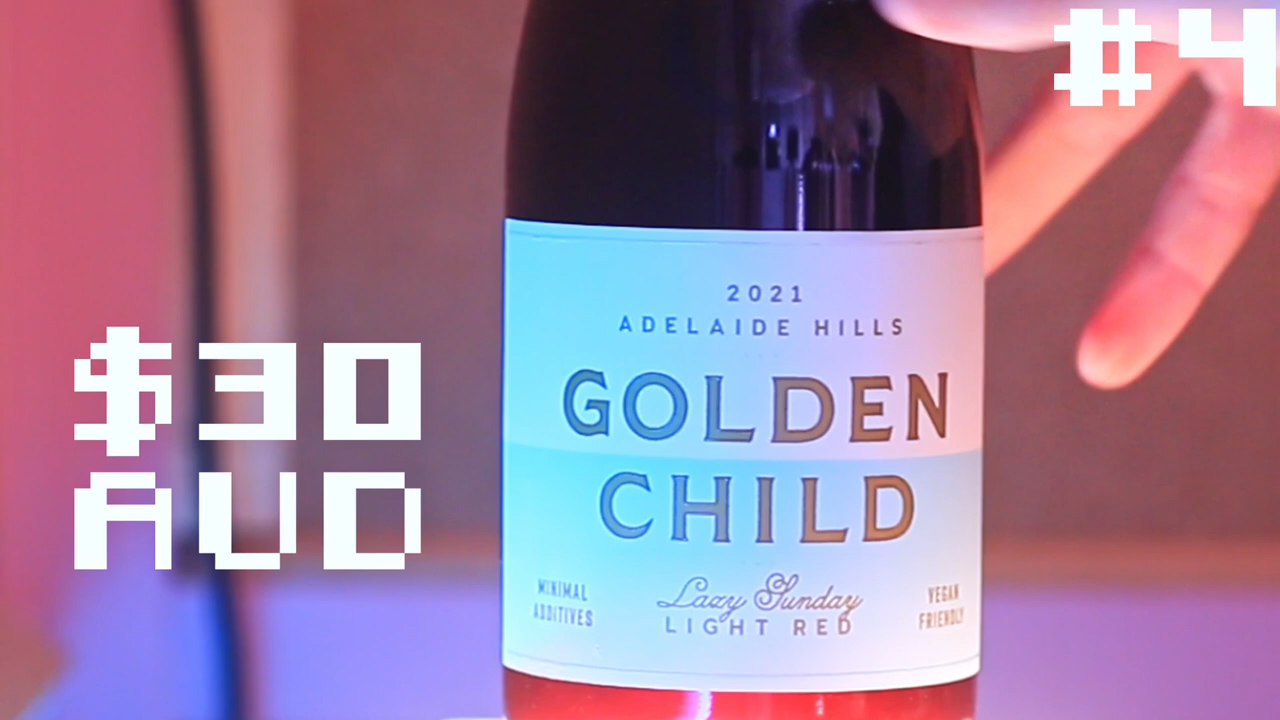 #4
2021
ADELAIDE HILLS
$30
AUD
GOLDEN
CHILD
MINIMAL
ADDITIVES
Lazy Sunday
LIGHT RED
VEGAN
FRIENDLY